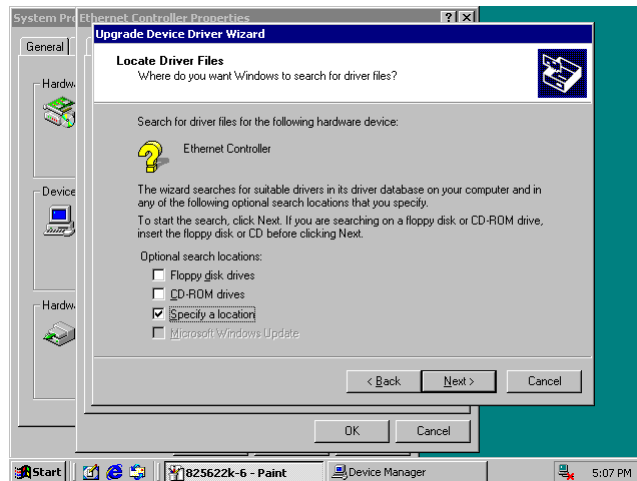 System Pr
Ethernet Controller Properties
Upgrade Device Driver Wizard
General
Locate Driver Files
Where do you want Windows to search for driver files?
Hardw
Search for driver files for the following hardware device:
Ethernet Controller
Device
The wizard searches for suitable drivers in its driver database on your computer and in
any of the following optional search locations that you specify.
To start the search, click Next. If you are searching on a floppy disk or CD-ROM drive,
insert the floppy disk or CD before clicking Next.
Optional search locations:
Floppy disk drives
CD-ROM drives
Hardw
Specify a location
Microsoft Windows Update
< Back
Next >
Cancel
OK
Cancel
Start
825622k-6 - Paint
Device Manager
5:07 PM